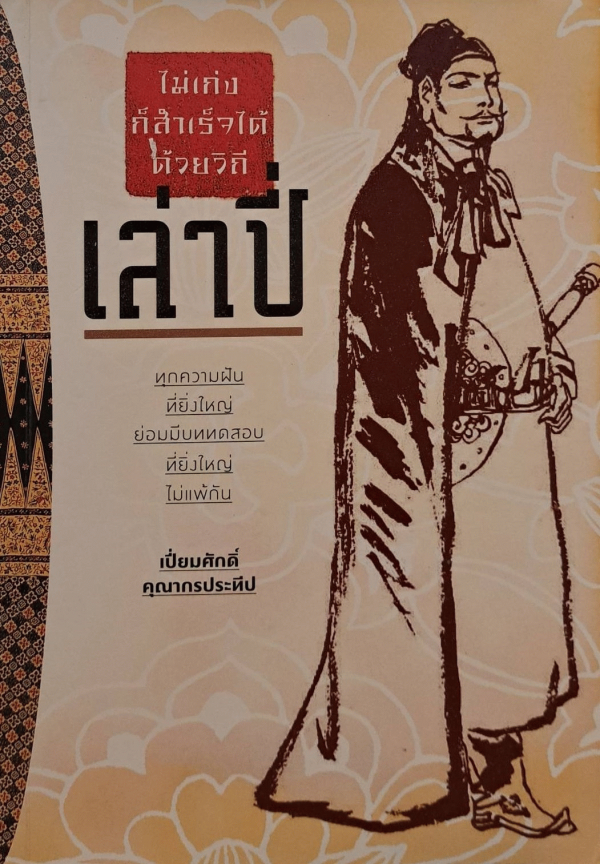 ไม่เก่ง
ก็สำเร็จได้
ด้วยวิถี
เล่าปี่
ทุกความฝัน
ที่ยิ่งใหญ่
ย่อมมีบททดสอบ
ที่ยิ่งใหญ่
ไม่แพ้กัน
เปี่ยมศักดิ์
คุณากรประทีป